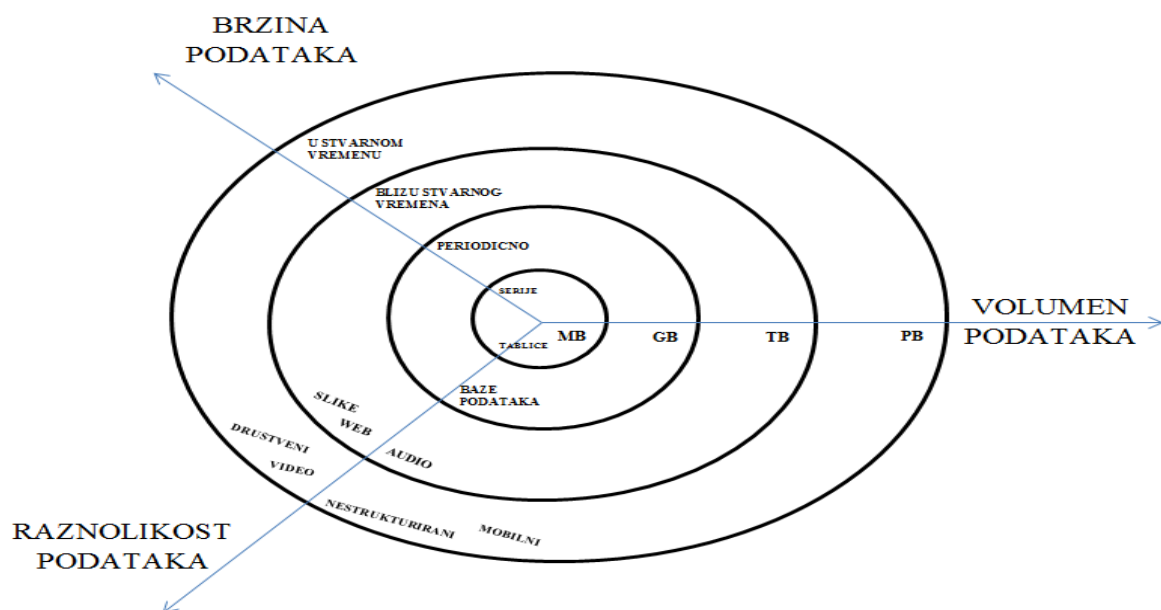 BRZINA
PODATAKA
U STVARNOM
VREMENU
BLIZU STVARNOG
VREMENA
PERIODICNO
SERIJE
TABLICE
MB
GB
TB
PB
VOLUMEN
PODATAKA
BAZE
PODATAKA
SLIKE
WEB
AUDIO
DRUSTVENI
VIDEO
NESTRUKTURIRANI
MOBILNI
RAZNOLIKOST
PODATAKA